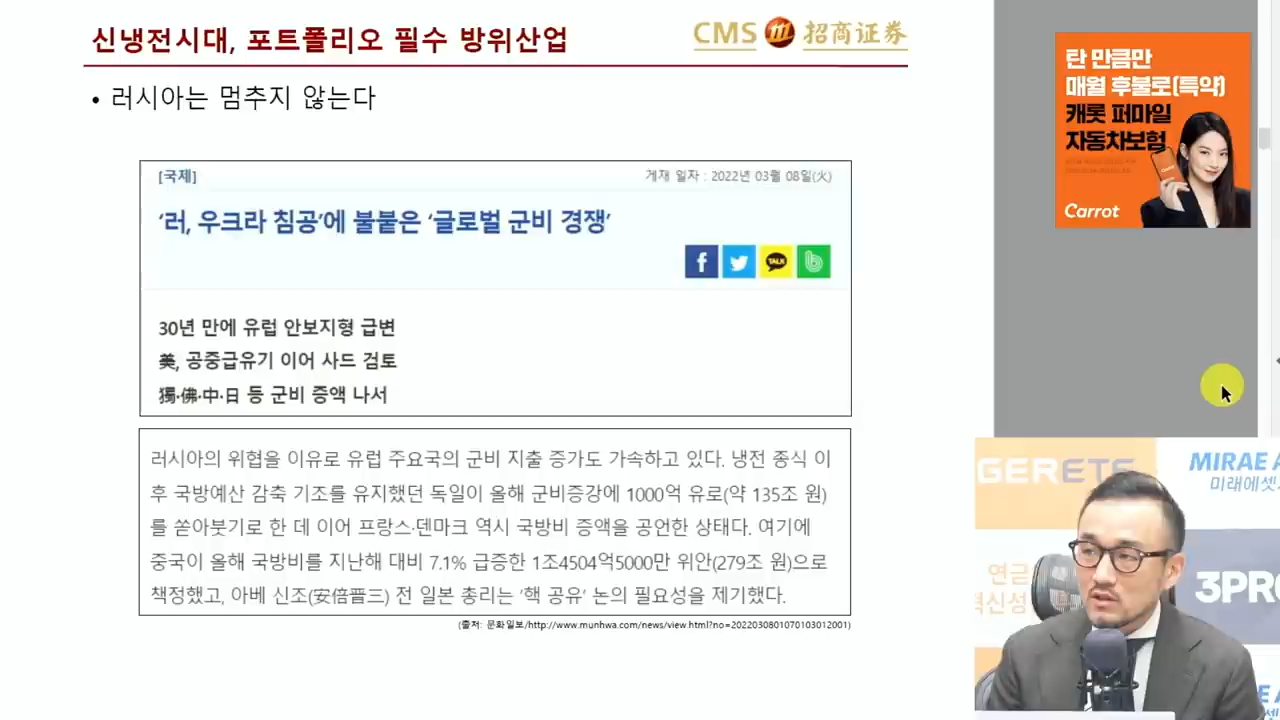 신냉전시대, 포트폴리오 필수 방위산업
CMS 招商证券
• 러시아는 멈추지 않는다
[국제]
게재 일자 : 2022년 03월 08일(火)
‘러, 우크라 침공’에 불붙은 ‘글로벌 군비 경쟁’
f
TALK
b
30년 만에 유럽 안보지형 급변
美, 공중급유기 이어 사드 검토
獨·佛·中·日 등 군비 증액 나서
러시아의 위협을 이유로 유럽 주요국의 군비 지출 증가도 가속하고 있다. 냉전 종식 이
후 국방예산 감축 기조를 유지했던 독일이 올해 군비증강에 1000억 유로(약 135조 원)
를 쏟아붓기로 한 데 이어 프랑스·덴마크 역시 국방비 증액을 공언한 상태다. 여기에
중국이 올해 국방비를 지난해 대비 7.1% 급증한 1조4504억5000만 위안(279조 원)으로
책정했고, 아베 신조(安倍晋三) 전 일본 총리는 ‘핵 공유’ 논의 필요성을 제기했다.
(출처: 문화일보/http://www.munhwa.com/news/view.html?no=2022030801070103012001)
탄 만큼만
매월 후불로(특약)
캐롯 퍼마일
자동차보험
Carrot
GERETF
MIRAE A
미래에셋
연금
혁신성
3PRO